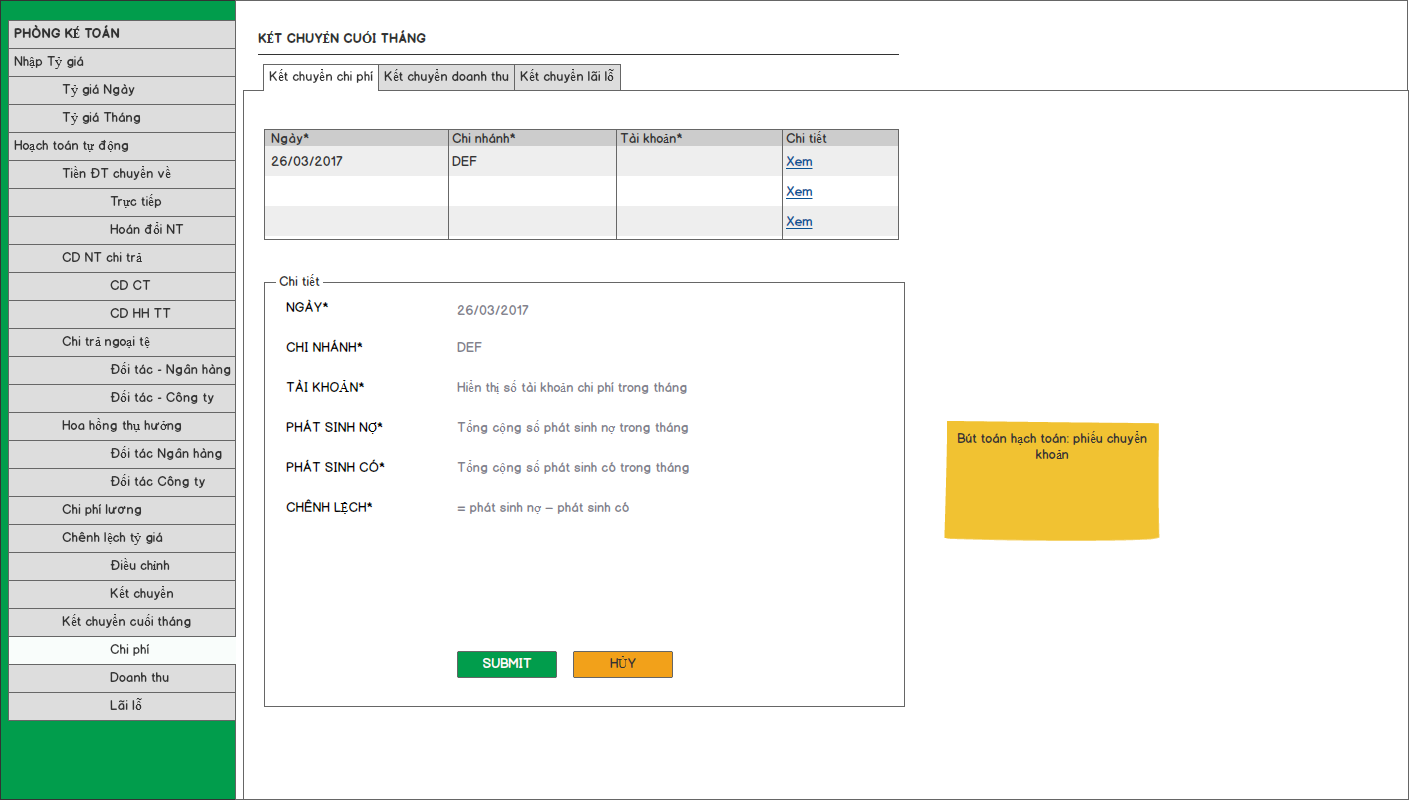 PHÒNG KẾ TOÁN
Nhập Tỷ giá
Tỷ giá Ngày
Tỷ giá Tháng
Hoạch toán tự động
Tiền ĐT chuyển về
Trực tiếp
Hoán đổi NT
CD NT chi trả
CD CT
CD HH TT
Chi trả ngoại tệ
Đối tác - Ngân hàng
Đối tác - Công ty
Hoa hồng thụ hưởng
Đối tác Ngân hàng
Đối tác Công ty
Chi phí lương
Chênh lệch tỷ giá
Điều chỉnh
Kết chuyển
Kết chuyển cuối tháng
Chi phí
Doanh thu
Lãi lỗ
KẾT CHUYỂN CUỐI THÁNG
Kết chuyển chi phí Kết chuyển doanh thu Kết chuyển lãi lỗ
Ngày* Chi nhánh* Tài khoản* Chi tiết
26/03/2017 DEF Xem
Xem
Xem
Chi tiết
NGÀY* 26/03/2017
CHI NHÁNH* DEF
TÀI KHOẢN* Hiển thị số tài khoản chi phí trong tháng
PHÁT SINH NỢ* Tổng cộng số phát sinh nợ trong tháng
PHÁT SINH CÓ* Tổng cộng số phát sinh có trong tháng
CHÊNH LỆCH* = phát sinh nợ – phát sinh có
SUBMIT HỦY
Bút toán hạch toán: phiếu chuyển
khoản